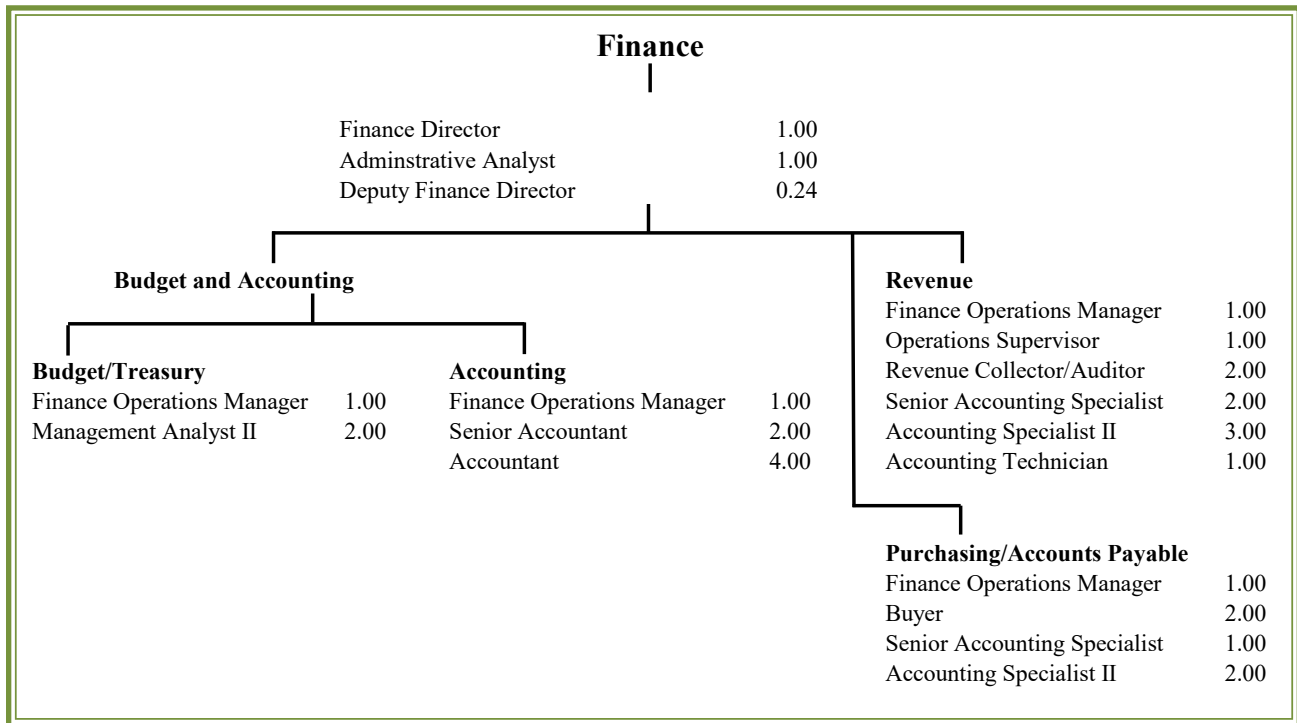 Finance
Finance Director 1.00
Adminstrative Analyst 1.00
Deputy Finance Director 0.24
Budget and Accounting
Budget/Treasury
Finance Operations Manager 1.00
Management Analyst II 2.00
Accounting
Finance Operations Manager 1.00
Senior Accountant 2.00
Accountant 4.00
Revenue
Finance Operations Manager 1.00
Operations Supervisor 1.00
Revenue Collector/Auditor 2.00
Senior Accounting Specialist 2.00
Accounting Specialist II 3.00
Accounting Technician 1.00
Purchasing/Accounts Payable
Finance Operations Manager 1.00
Buyer 2.00
Senior Accounting Specialist 1.00
Accounting Specialist II 2.00